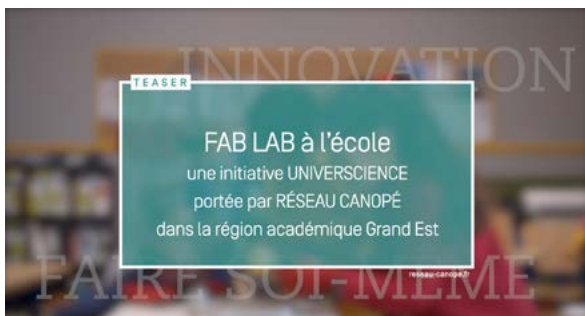 INNOVATION
TEASER
FAB LAB à l'école
une initiative UNIVERSCIENCE
portée par RÉSEAU CANOPÉ
dans la région académique Grand Est
reseau-canope.fr
FAIRE SOI-MÊME